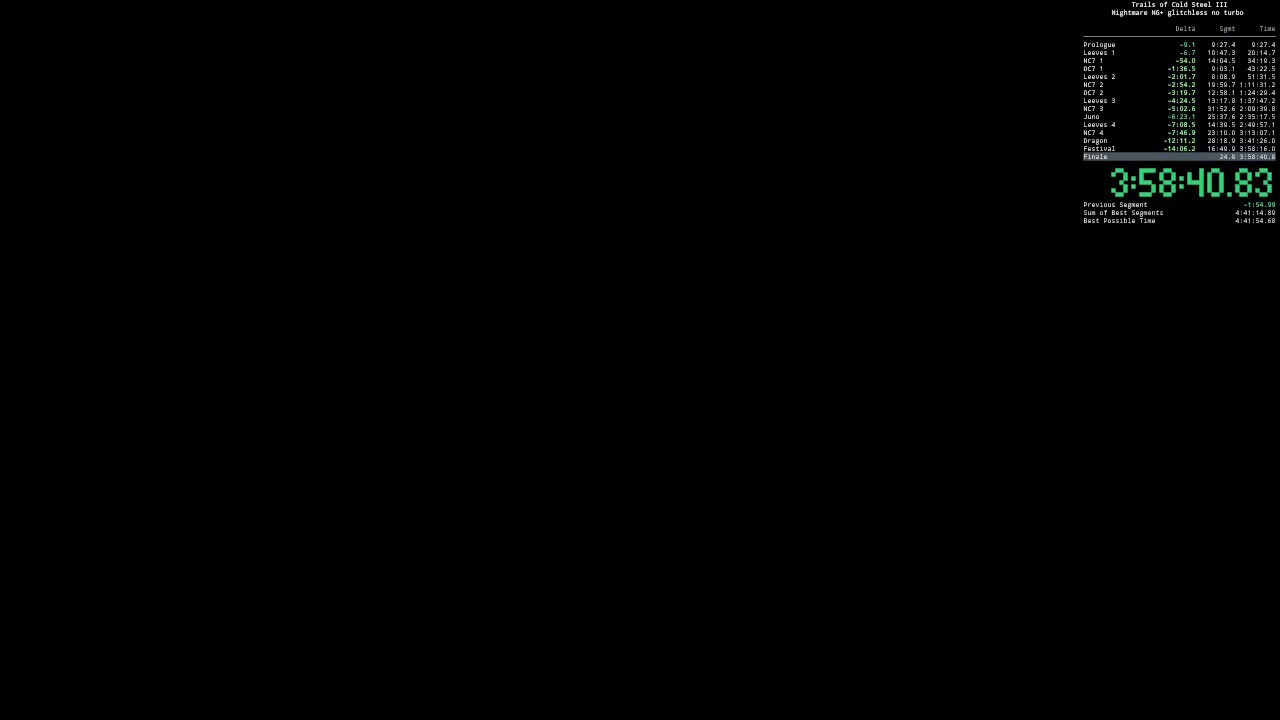 Trails of Cold Steel III
Nightmare NG+ glitchless no turbo
Delta Sgmt Time
Prologue -9.1 9:27.4 9:27.4
Leeves 1 -6.7 10:47.3 20:14.7
NC7 1 -54.0 14:04.5 34:19.3
OC7 1 -1:36.5 9:03.1 43:22.5
Leeves 2 -2:01.7 8:08.9 51:31.5
NC7 2 -2:54.2 19:59.7 1:11:31.2
OC7 2 -3:19.7 12:58.1 1:24:29.4
Leeves 3 -4:24.5 13:17.8 1:37:47.2
NC7 3 -5:02.6 31:52.6 2:09:39.8
Juno -6:23.1 25:37.6 2:35:17.5
Leeves 4 -7:08.5 14:39.5 2:49:57.1
NC7 4 -7:46.9 23:10.0 3:13:07.1
Dragon -12:11.2 28:18.9 3:41:26.0
Festival -14:06.2 16:49.9 3:58:16.0
Finale 24.8 3:58:40.8
3:58:40.83
Previous Segment -1:54.99
Sum of Best Segments 4:41:14.89
Best Possible Time 4:41:54.68